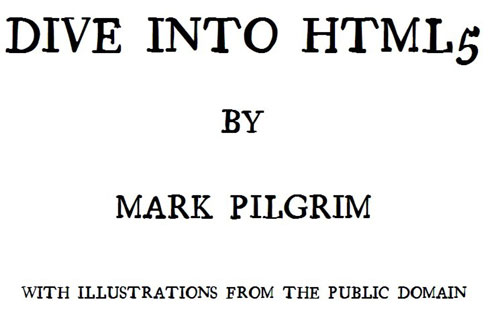 DIVE INTO HTML5
BY
MARK PILGRIM
WITH ILLUSTRATIONS FROM THE PUBLIC DOMAIN